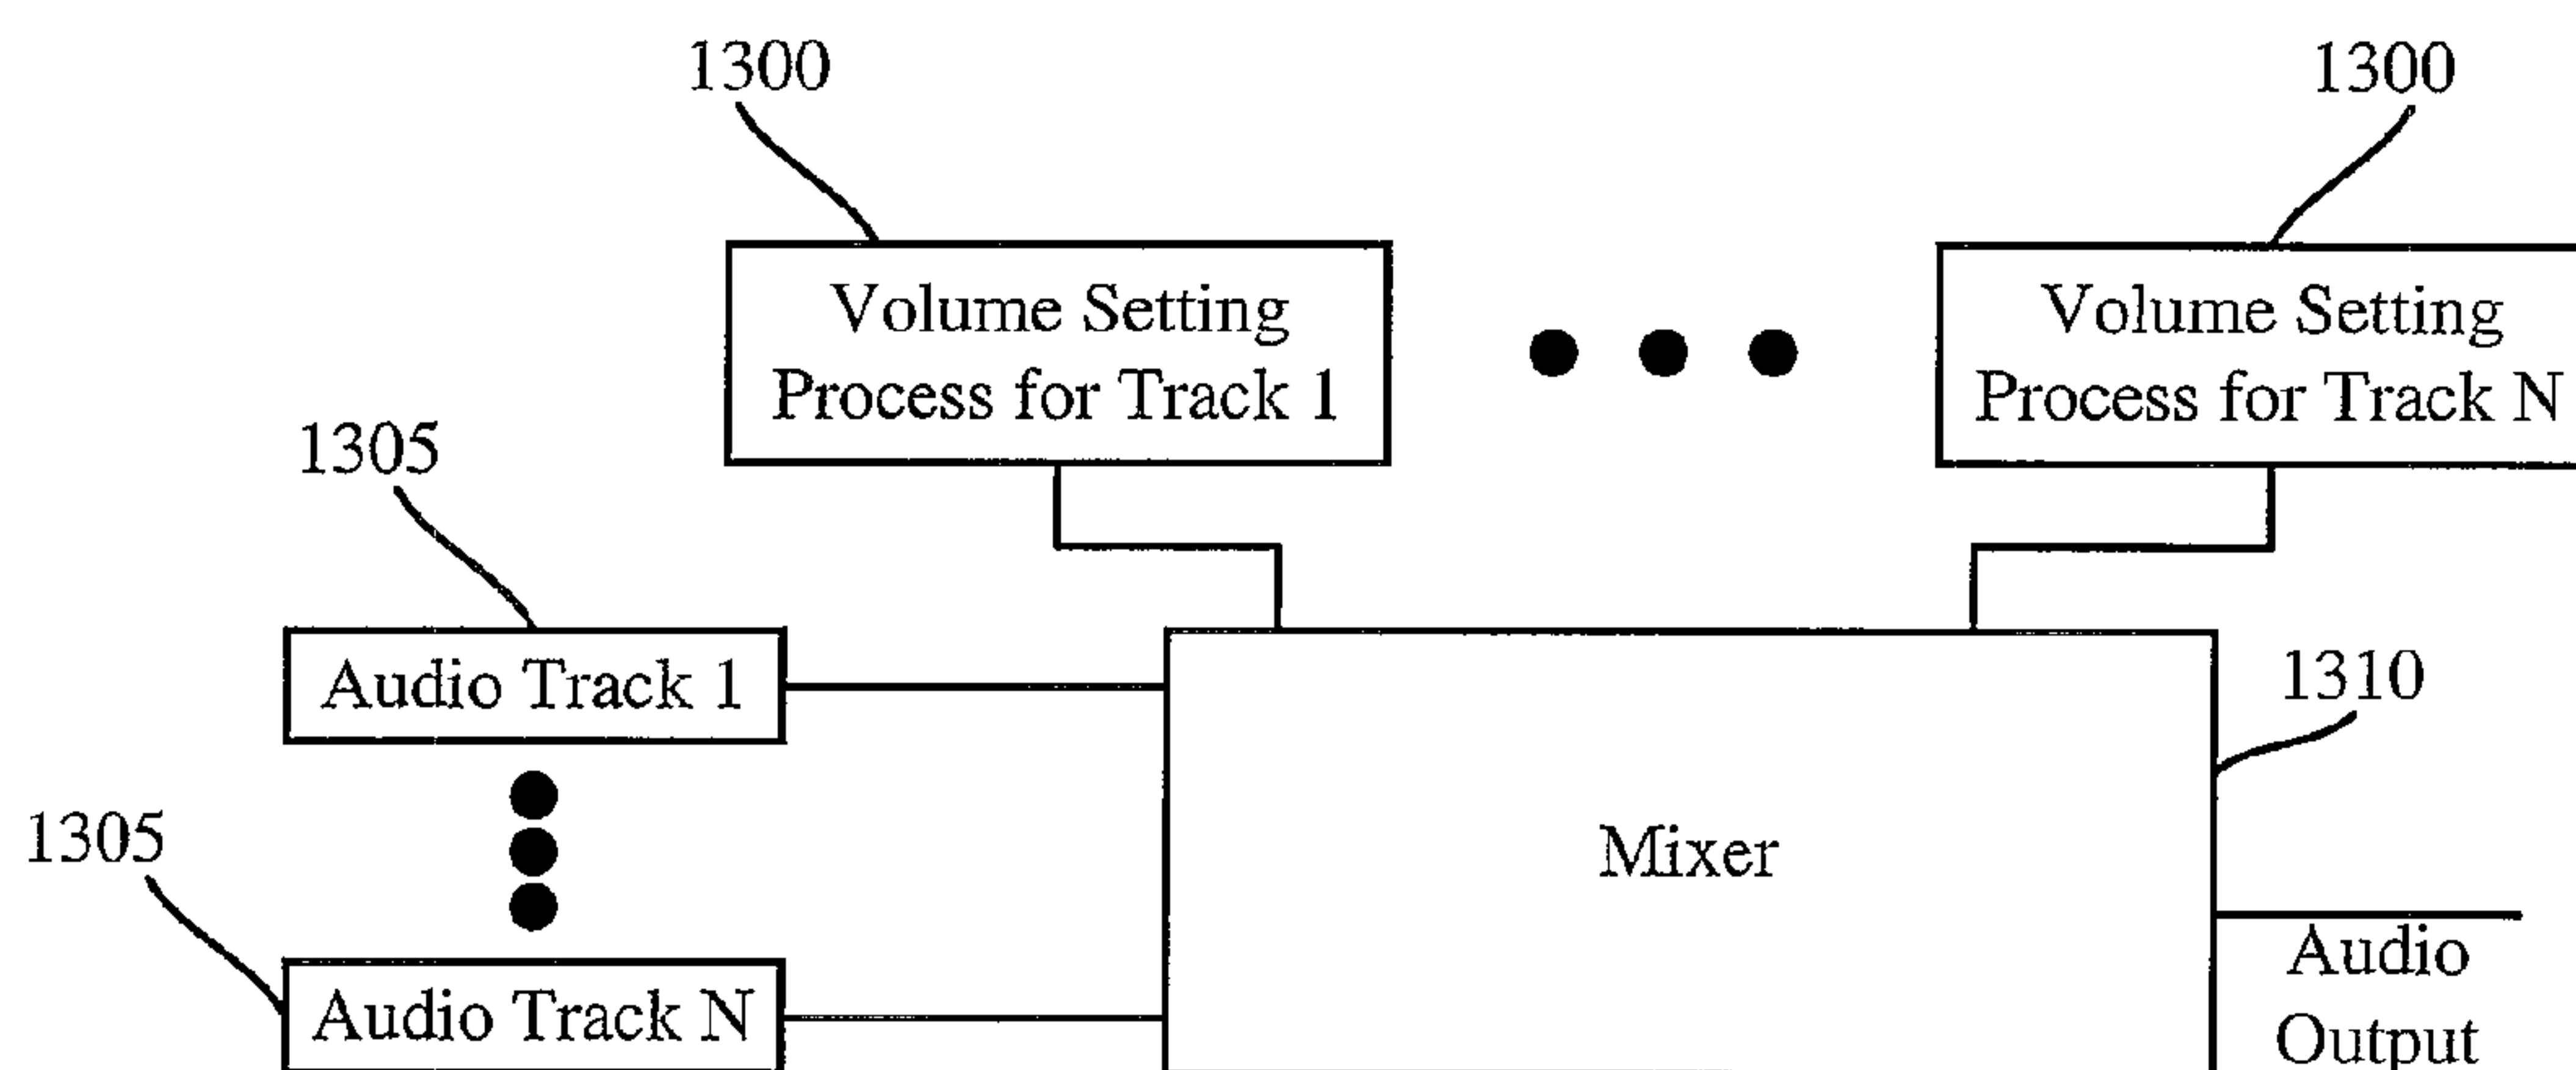 1300
1300
Volume Setting
Process for Track 1
Volume Setting
Process for Track N
1305
Audio Track 1
1310
1305
Mixer
Audio Track N
Audio
Output